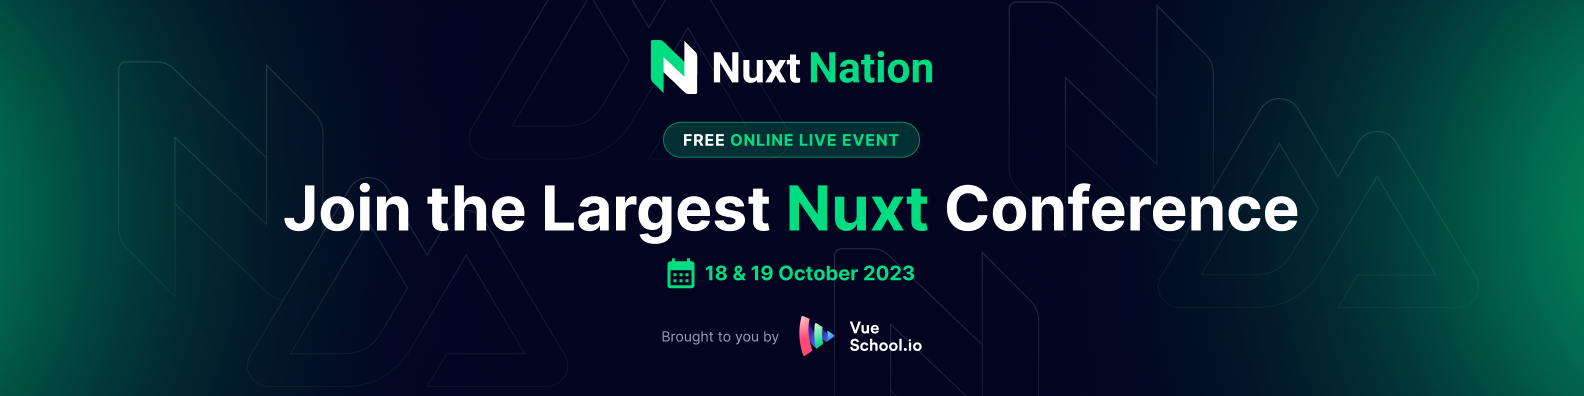 Nuxt Nation
FREE ONLINE LIVE EVENT
Join the Largest Nuxt Conference
18 & 19 October 2023
Brought to you by
Vue
School.io